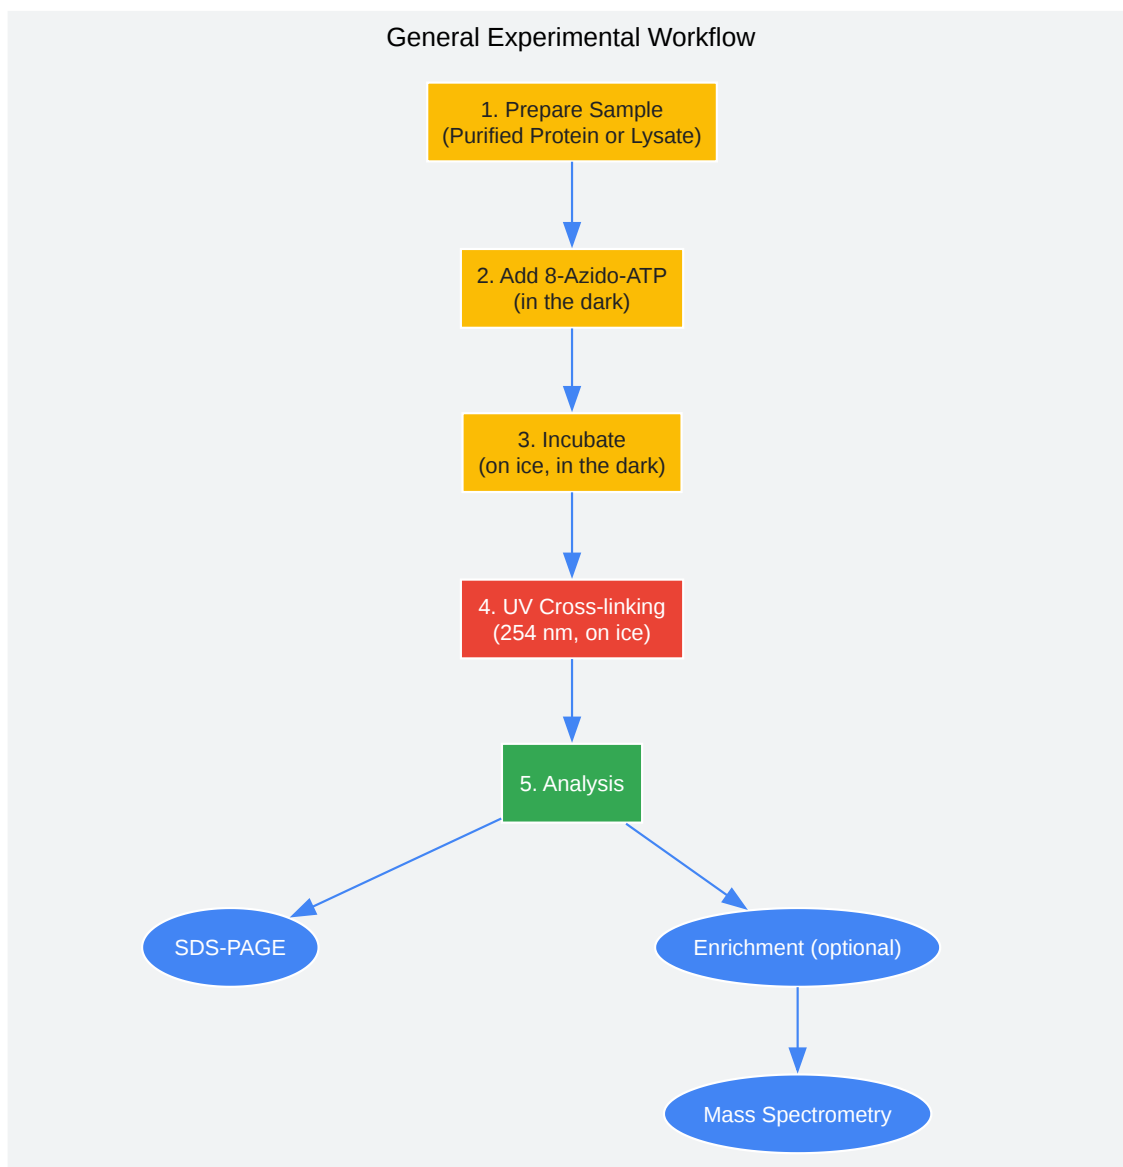 General Experimental Workflow
1. Prepare Sample
(Purified Protein or Lysate)
2. Add 8-Azido-ATP
(in the dark)
3. Incubate
(on ice, in the dark)
4. UV Cross-linking
(254 nm, on ice)
5. Analysis
SDS-PAGE
Enrichment (optional)
Mass Spectrometry